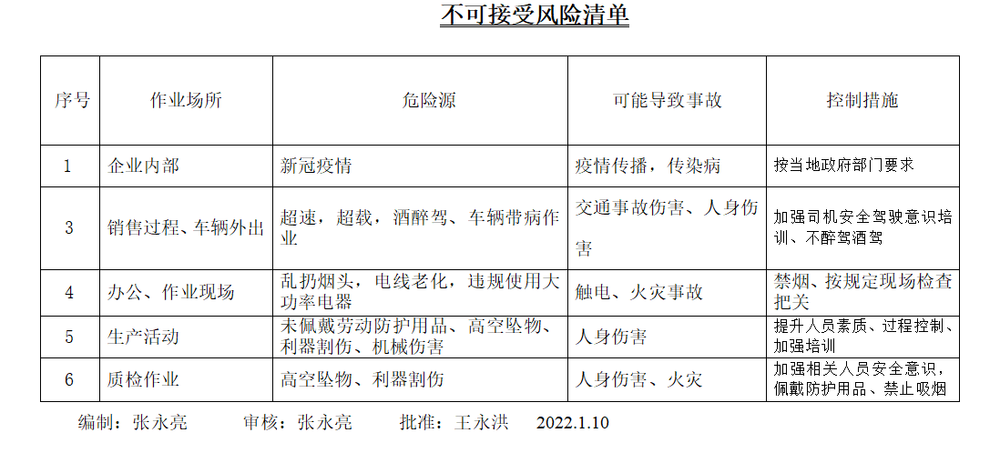 不可接受风险清单
序号 作业场所 危险源 可能导致事故 控制措施
1 企业内部 新冠疫情 疫情传播，传染病 按当地政府部门要求
3 销售过程、车辆外出 超速，超载，酒醉驾、车辆带病作
业 交通事故伤害、人身伤
害 加强司机安全驾驶意识培
训、不醉驾酒驾
4 办公、作业现场 乱扔烟头，电线老化，违规使用大
功率电器 触电、火灾事故 禁烟、按规定现场检查
把关
5 生产活动 未佩戴劳动防护用品、高空坠物、
利器割伤、机械伤害 人身伤害 提升人员素质、过程控制、
加强培训
6 质检作业 高空坠物、利器割伤 人身伤害、火灾 加强相关人员安全意识，
佩戴防护用品、禁止吸烟
编制：张永亮 审核：张永亮 批准：王永洪 2022.1.10